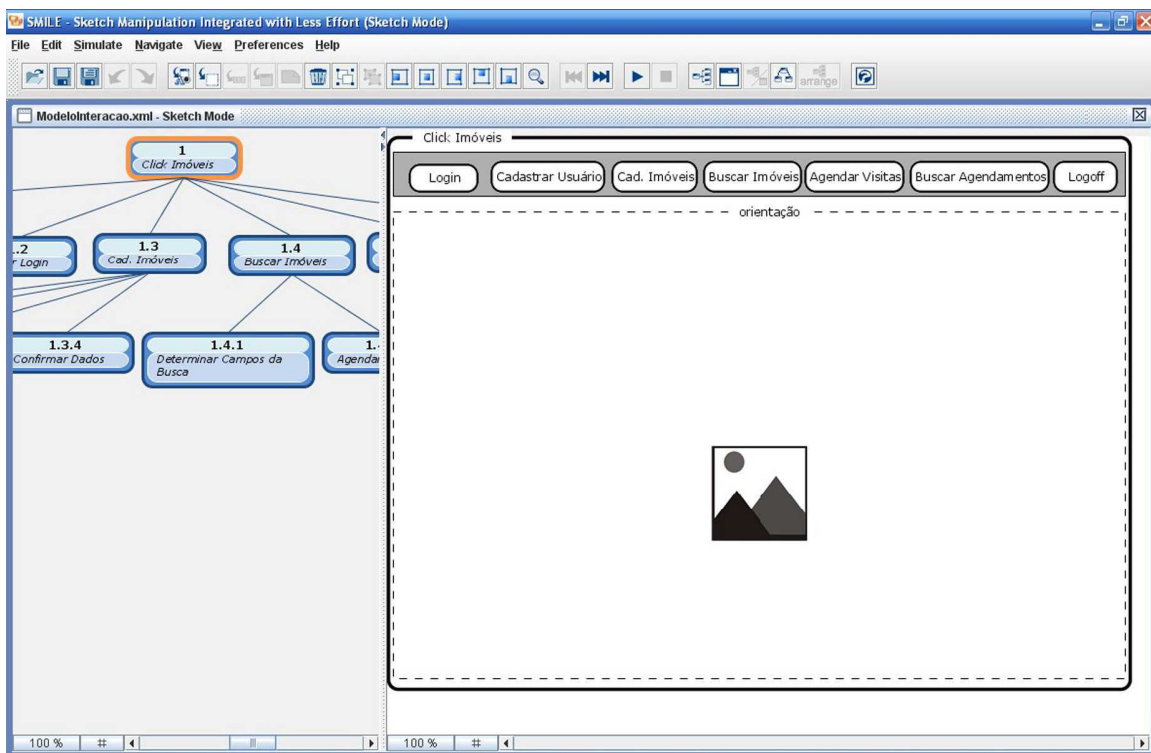 SMILE - Sketch Manipulation Integrated with Less Effort (Sketch Mode)
File Edit Simulate Navigate View Preferences Help
arrange
ModeloInteracao.xml - Sketch Mode
1
Click Imóveis
.2
Login
1.3
Cad. Imóveis
1.4
Buscar Imóveis
1.3.4
Confirmar Dados
1.4.1
Determinar Campos da
Busca
1.
Agendar
Click Imóveis
Login Cadastrar Usuário Cad. Imóveis Buscar Imóveis Agendar Visitas Buscar Agendamentos Logoff
orientação
100 % #
100 % #